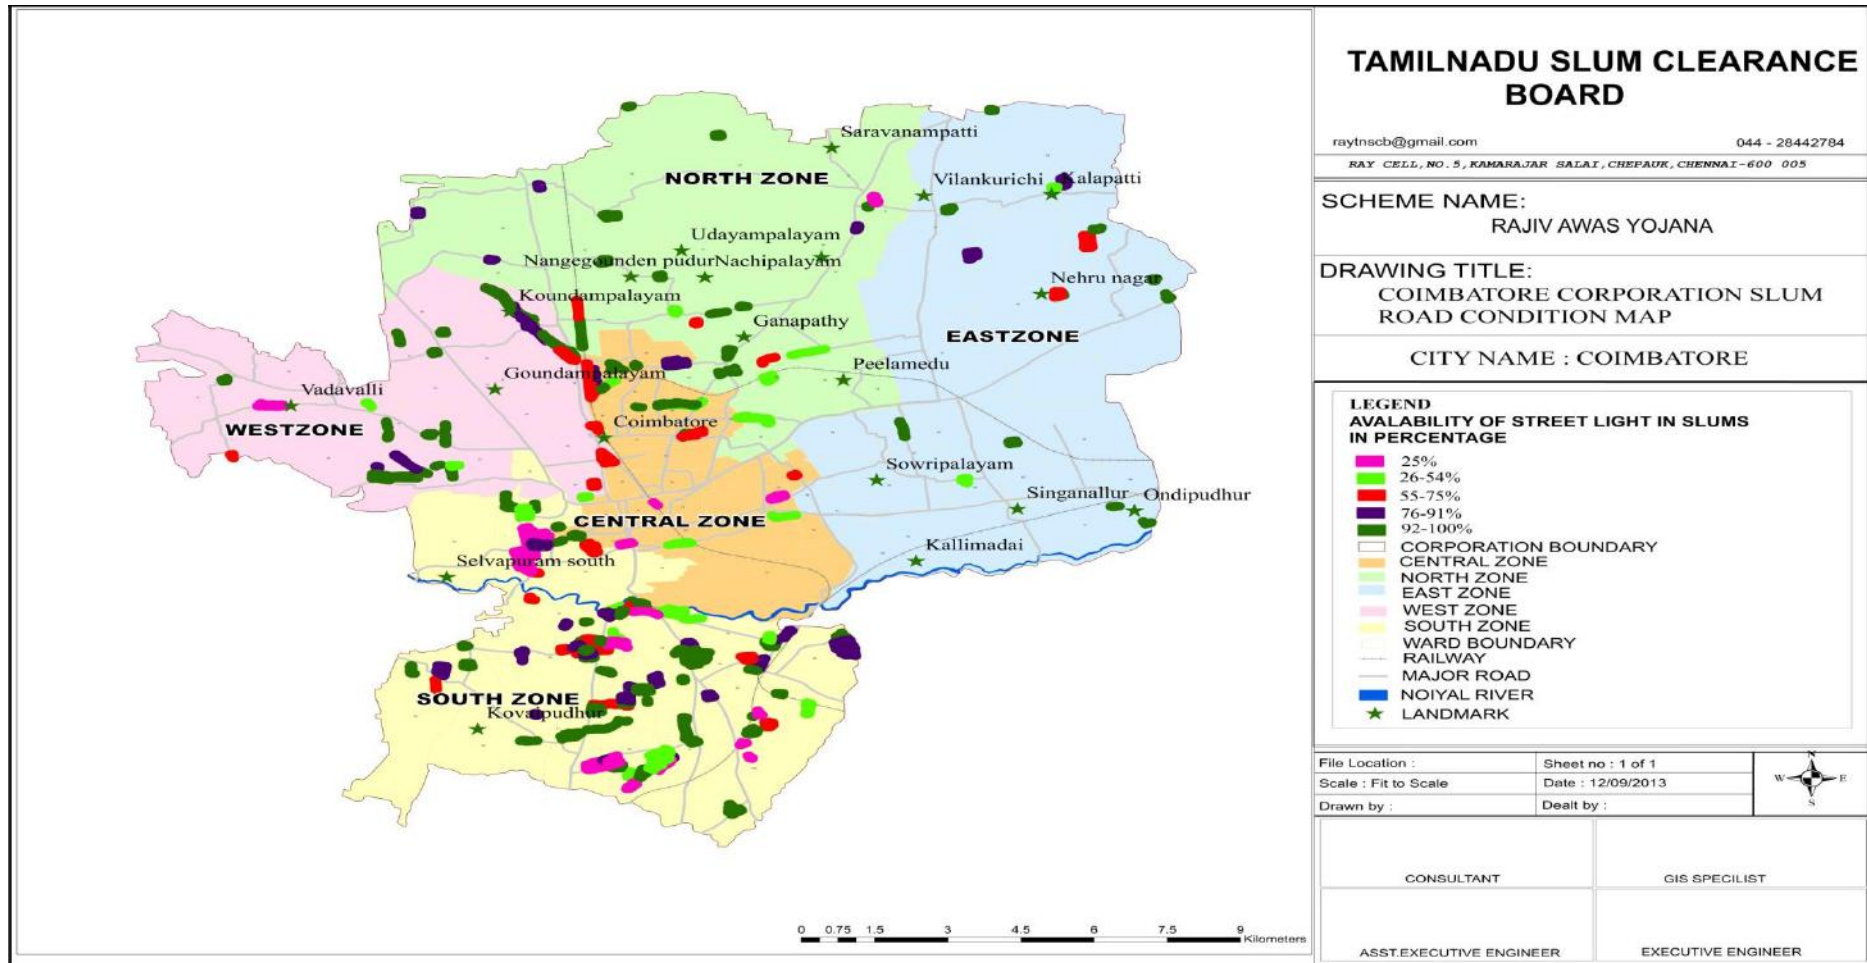 Saravanampatti
NORTH ZONE
Vilankurichi
Kalapatti
Udayampalayam
Nangegounden pudur
Nachipalayam
Nehru nagar
Koundampalayam
Ganapathy
EASTZONE
Peelamedu
Goundampalayam
Vadavalli
Coimbatore
WESTZONE
Sowripalayam
Singanallur
Ondipudhur
CENTRAL ZONE
Kallimadai
Selvapuram south
SOUTH ZONE
Kovaipudhur
0 0.75 1.5 3 4.5 6 7.5 9
Kilometers
TAMILNADU SLUM CLEARANCE
BOARD
raytnscb@gmail.com 044 - 28442784
RAY CELL,NO.5,KAMARAJAR SALAI,CHEPAUK,CHENNAI-600 005
SCHEME NAME:
RAJIV AWAS YOJANA
DRAWING TITLE:
COIMBATORE CORPORATION SLUM
ROAD CONDITION MAP
CITY NAME : COIMBATORE
LEGEND
AVALABILITY OF STREET LIGHT IN SLUMS
IN PERCENTAGE
25%
26-54%
55-75%
76-91%
92-100%
CORPORATION BOUNDARY
CENTRAL ZONE
NORTH ZONE
EAST ZONE
WEST ZONE
SOUTH ZONE
WARD BOUNDARY
RAILWAY
MAJOR ROAD
NOIYAL RIVER
LANDMARK
File Location : Sheet no : 1 of 1
Scale : Fit to Scale Date : 12/09/2013
Drawn by : Dealt by :
N
W E
S
CONSULTANT GIS SPECILIST
ASST.EXECUTIVE ENGINEER EXECUTIVE ENGINEER